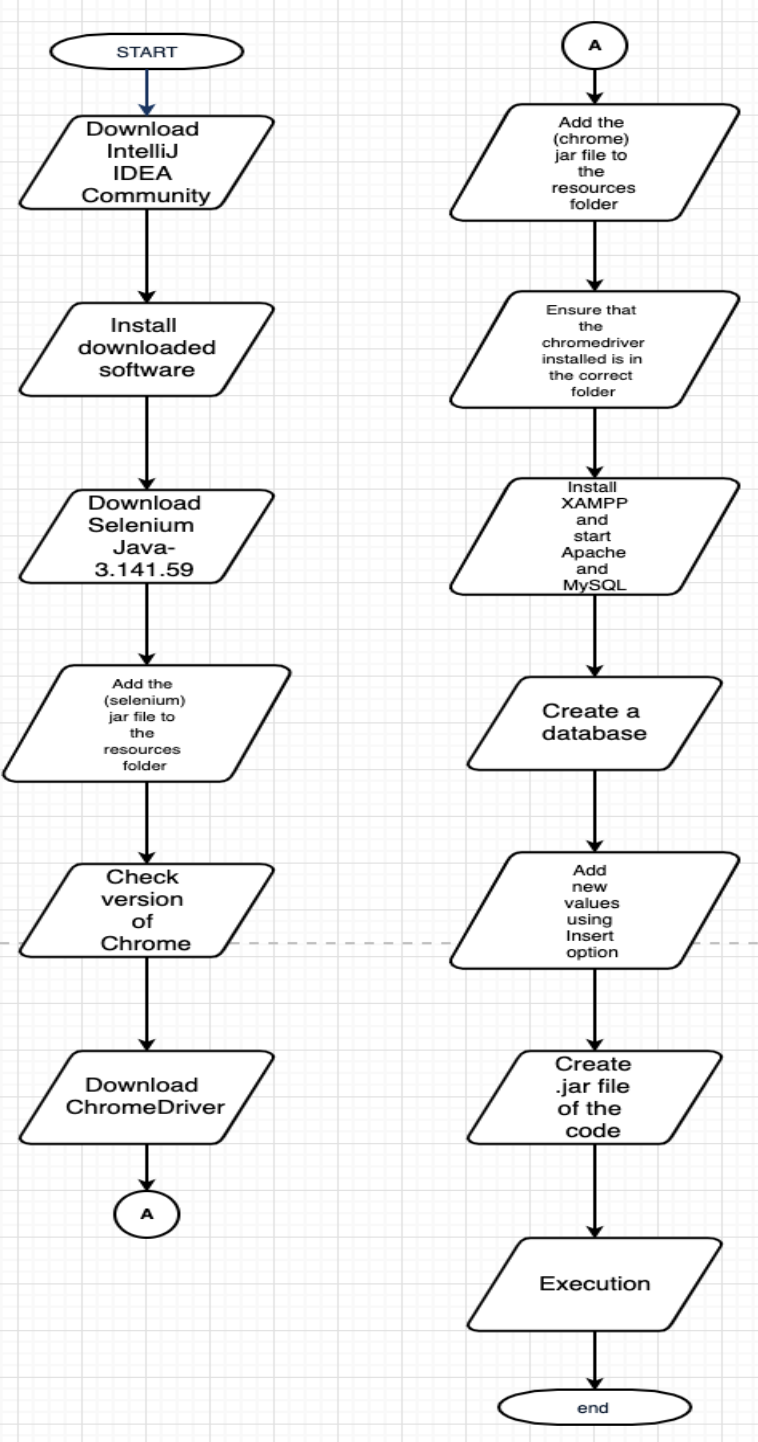 START
Download
IntelliJ
IDEA
Community
Install
downloaded
software
Download
Selenium
Java-
3.141.59
Add the
(selenium)
jar file to
the
resources
folder
Check
version
of
Chrome
Download
ChromeDriver
A
A
Add the
(chrome)
jar file to
the
resources
folder
Ensure that
the
chromedriver
installed is in
the correct
folder
Install
XAMPP
and
start
Apache
and
MySQL
Create a
database
Add
new
values
using
Insert
option
Create
.jar file
of the
code
Execution
end